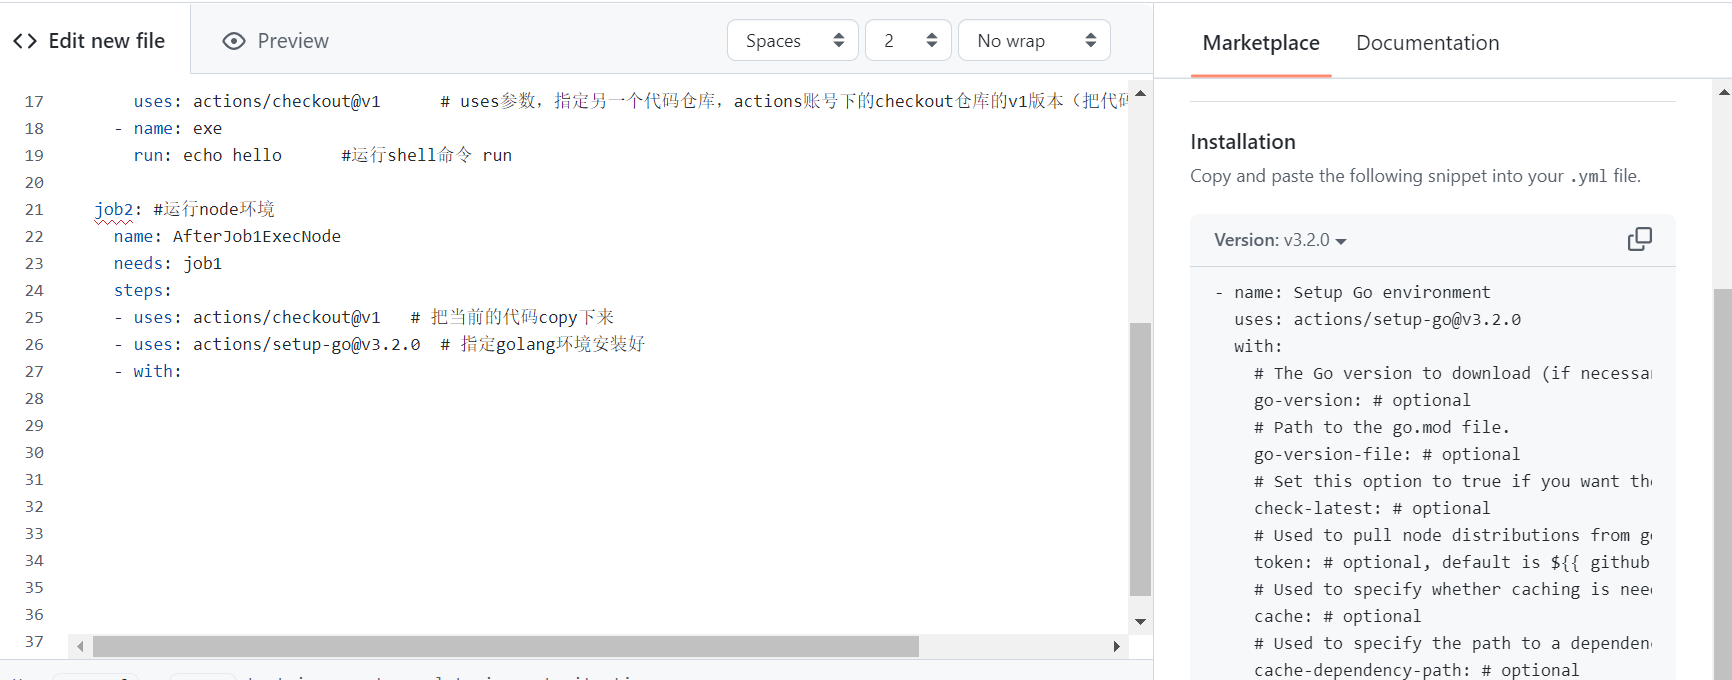 Edit new file
Preview
Spaces
2
No wrap
17 uses: actions/checkout@v1 # uses参数，指定另一个代码仓库，actions账号下的checkout仓库的v1版本（把代码
18 - name: exe
19 run: echo hello #运行shell命令 run
20
21 job2: #运行node环境
22 name: AfterJob1ExecNode
23 needs: job1
24 steps:
25 - uses: actions/checkout@v1 # 把当前的代码copy下来
26 - uses: actions/setup-go@v3.2.0 # 指定golang环境安装好
27 - with:
28
29
30
31
32
33
34
35
36
37
Marketplace
Documentation
Installation
Copy and paste the following snippet into your .yml file.
Version: v3.2.0
- name: Setup Go environment
uses: actions/setup-go@v3.2.0
with:
# The Go version to download (if necessar
go-version: # optional
# Path to the go.mod file.
go-version-file: # optional
# Set this option to true if you want the
check-latest: # optional
# Used to pull node distributions from g
token: # optional, default is ${{ github
# Used to specify whether caching is nee
cache: # optional
# Used to specify the path to a depende
cache-dependency-path: # optional